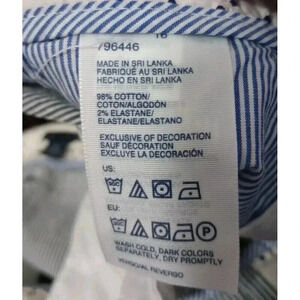 16
796446
MADE IN SRI LANKA
FABRIQUÉ AU SRI LANKA
HECHO EN SRI LANKA
98% COTTON/
COTON/ALGODÓN
2% ELASTANE/
ELASTANE/ELASTANO
EXCLUSIVE OF DECORATION
SAUF DÉCORATION
EXCLUYE LA DECORACIÓN
US:
EU:
P
WASH COLD, DARK COLORS
SEPARATELY, DRY PROMPTLY
REVERSO